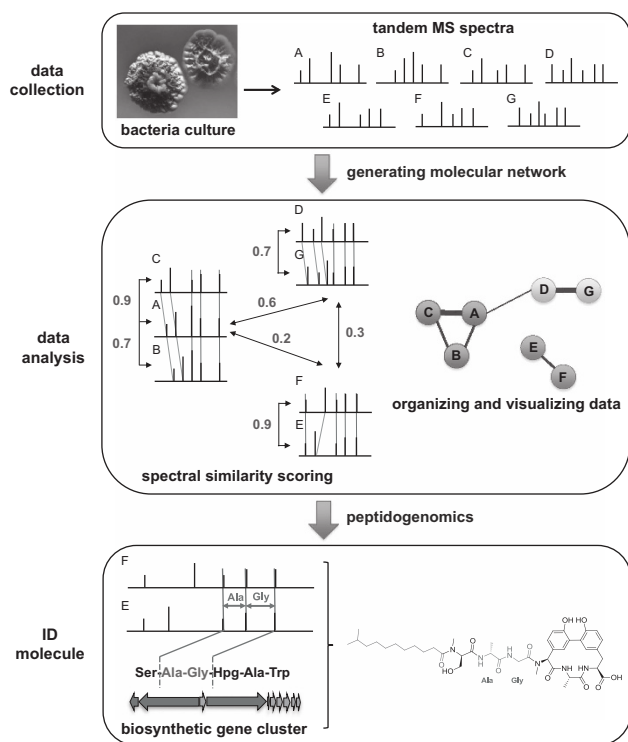 data
collection
bacteria culture
tandem MS spectra
A
B
C
D
E
F
G
generating molecular network
data
analysis
C
0.9
A
0.7
B
D
0.7
G
0.6
0.2
0.3
F
0.9
E
spectral similarity scoring
C
A
B
D
G
E
F
organizing and visualizing data
peptidogenomics
ID
molecule
F
E
Ala
Gly
Ser-Ala-Gly-Hpg-Ala-Trp
biosynthetic gene cluster
O
N
O
HO
N
H
O
H
N
O
N
OH
OH
O
HN
O
HN
O
OH
Ala
Gly